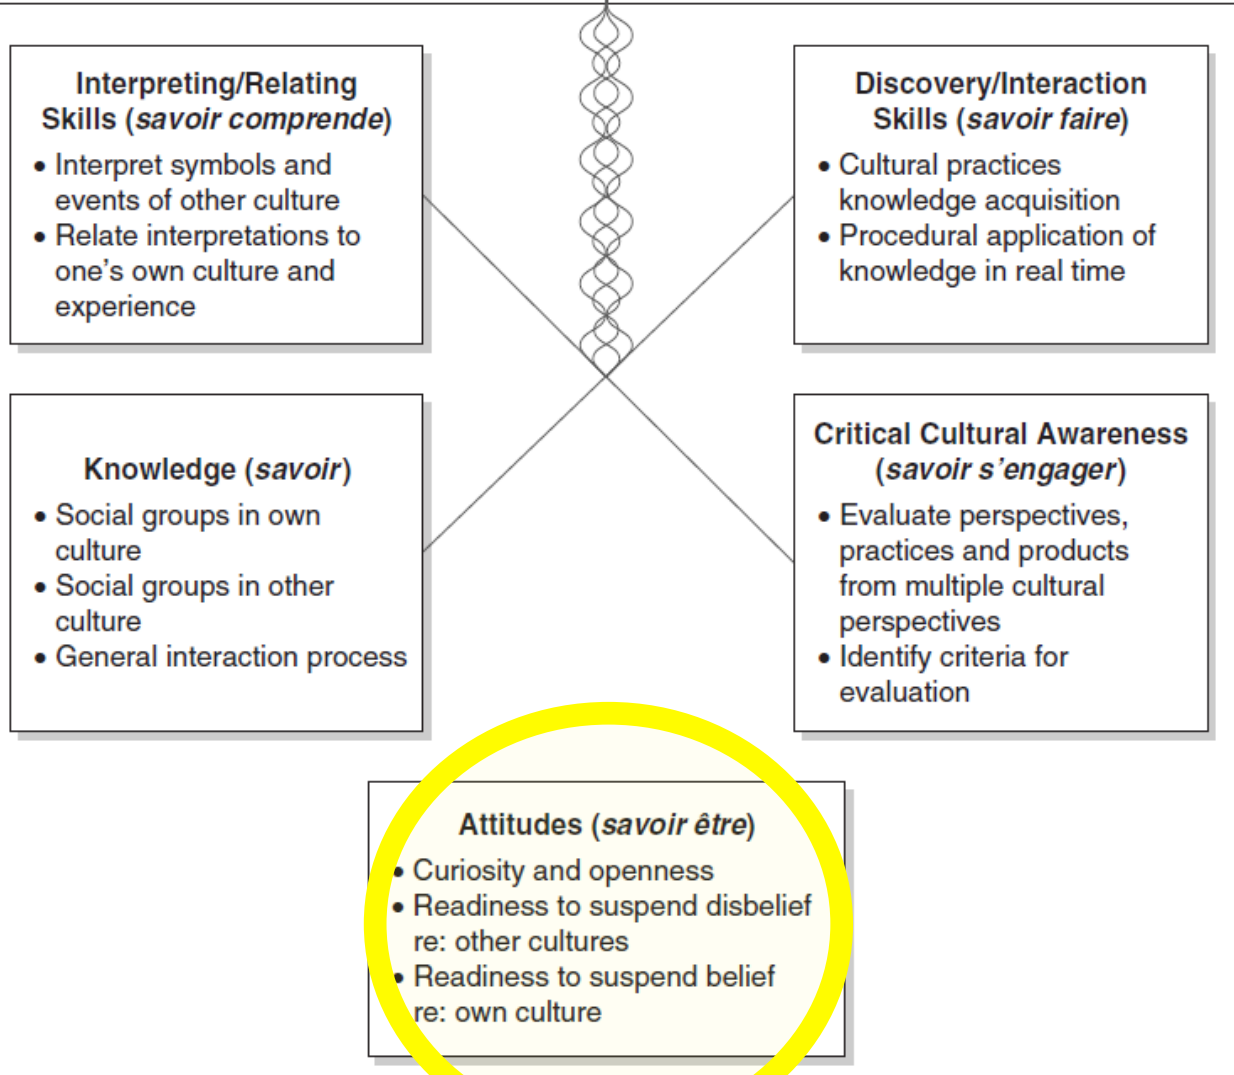 Interpreting/Relating
Skills (savoir comprende)
• Interpret symbols and
events of other culture
• Relate interpretations to
one's own culture and
experience
Discovery/Interaction
Skills (savoir faire)
• Cultural practices
knowledge acquisition
• Procedural application of
knowledge in real time
Knowledge (savoir)
• Social groups in own
culture
• Social groups in other
culture
• General interaction process
Critical Cultural Awareness
(savoir s'engager)
• Evaluate perspectives,
practices and products
from multiple cultural
perspectives
• Identify criteria for
evaluation
Attitudes (savoir être)
• Curiosity and openness
• Readiness to suspend disbelief
re: other cultures
• Readiness to suspend belief
re: own culture